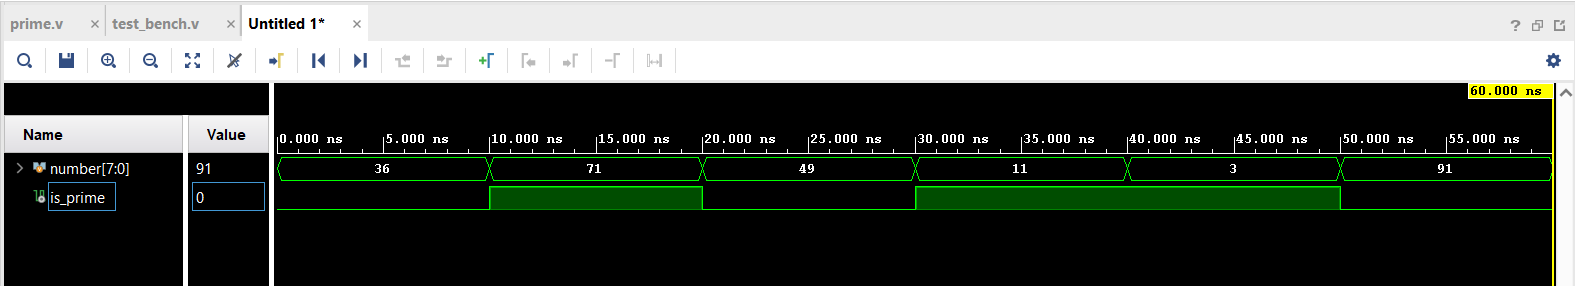 prime.v × test_bench.v × Untitled 1* ×
?
60.000 ns
Name Value
0.000 ns 5.000 ns 10.000 ns 15.000 ns 20.000 ns 25.000 ns 30.000 ns 35.000 ns 40.000 ns 45.000 ns 50.000 ns 55.000 ns
number[7:0] 91 36 71 49 11 3 91
is_prime 0